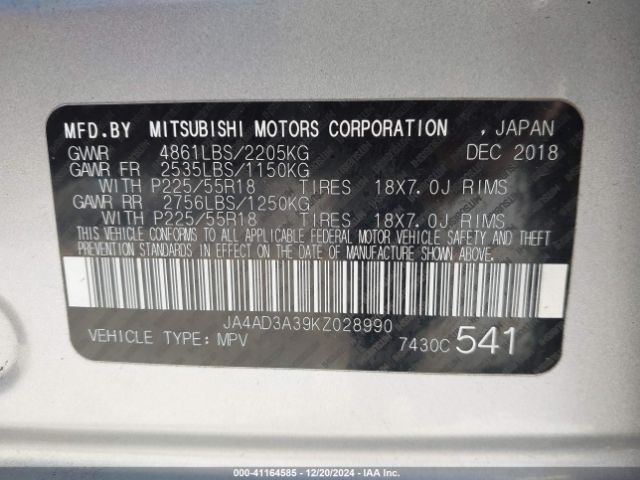 MFD.BY MITSUBISHI MOTORS CORPORATION , JAPAN
GVWR 4861LBS/2205KG DEC 2018
GAWR FR 2535LBS/1150KG
WITH P225/55R18 TIRES 18X7.0J RIMS
GAWR RR 2756LBS/1250KG
WITH P225/55R18 TIRES 18X7.0J RIMS
THIS VEHICLE CONFORMS TO ALL APPLICABLE FEDERAL MOTOR VEHICLE SAFETY AND THEFT
PREVENTION STANDARDS IN EFFECT ON THE DATE OF MANUFACTURE SHOWN ABOVE.
JA4AD3A39KZ028990
VEHICLE TYPE: MPV 7430C 541
OWNER: #41164585 | 12/20/2024 - IAA, Inc.